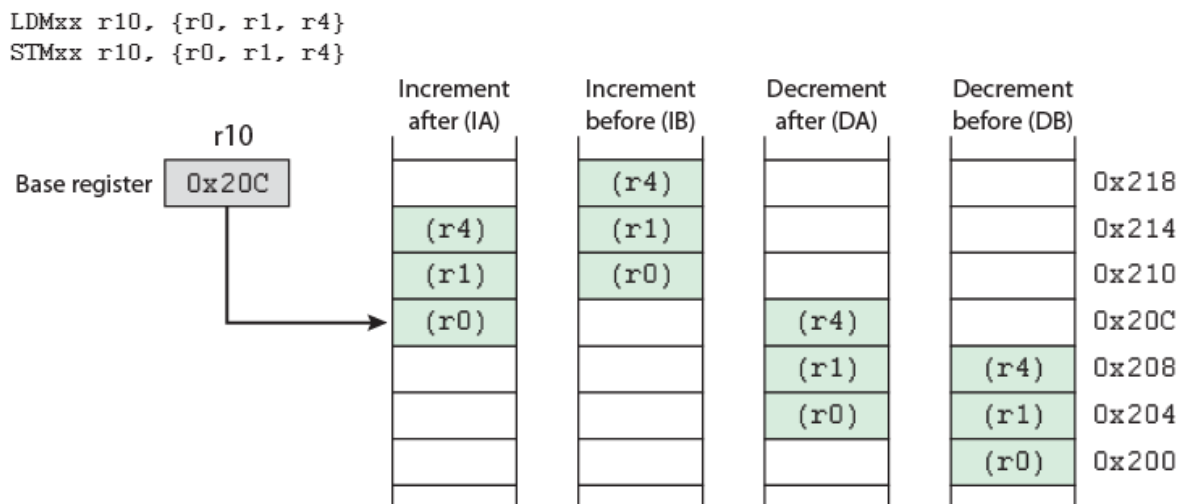 LDMxx r10, {r0, r1, r4}
STMxx r10, {r0, r1, r4}
Increment after (IA)
Increment before (IB)
Decrement after (DA)
Decrement before (DB)
r10
Base register 0x20C
(r4) 0x218
(r4) (r1) 0x214
(r1) (r0) 0x210
(r0) (r4) 0x20C
(r1) (r4) 0x208
(r0) (r1) 0x204
(r0) 0x200